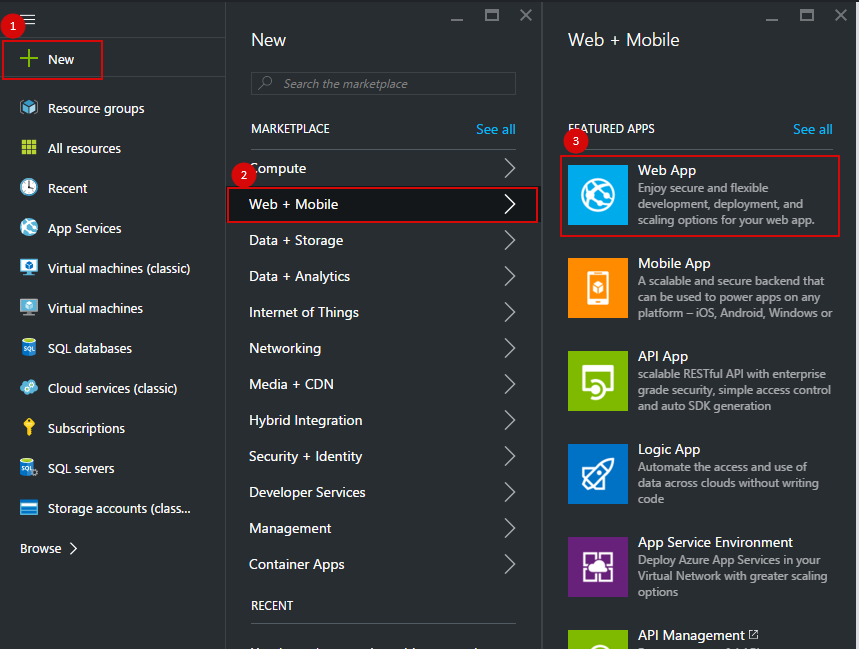 1
New
Resource groups
All resources
Recent
App Services
Virtual machines (classic)
Virtual machines
SQL databases
Cloud services (classic)
Subscriptions
SQL servers
Storage accounts (class...
Browse
New
Search the marketplace
MARKETPLACE
See all
2
Compute
Web + Mobile
Data + Storage
Data + Analytics
Internet of Things
Networking
Media + CDN
Hybrid Integration
Security + Identity
Developer Services
Management
Container Apps
RECENT
Web + Mobile
FEATURED APPS
See all
3
Web App
Enjoy secure and flexible
development, deployment, and
scaling options for your web app.
Mobile App
A scalable and secure backend that
can be used to power apps on any
platform – iOS, Android, Windows or
API App
scalable RESTful API with enterprise
grade security, simple access control
and auto SDK generation
Logic App
Automate the access and use of
data across clouds without writing
code
App Service Environment
Deploy Azure App Services in your
Virtual Network with greater scaling
options
API Management